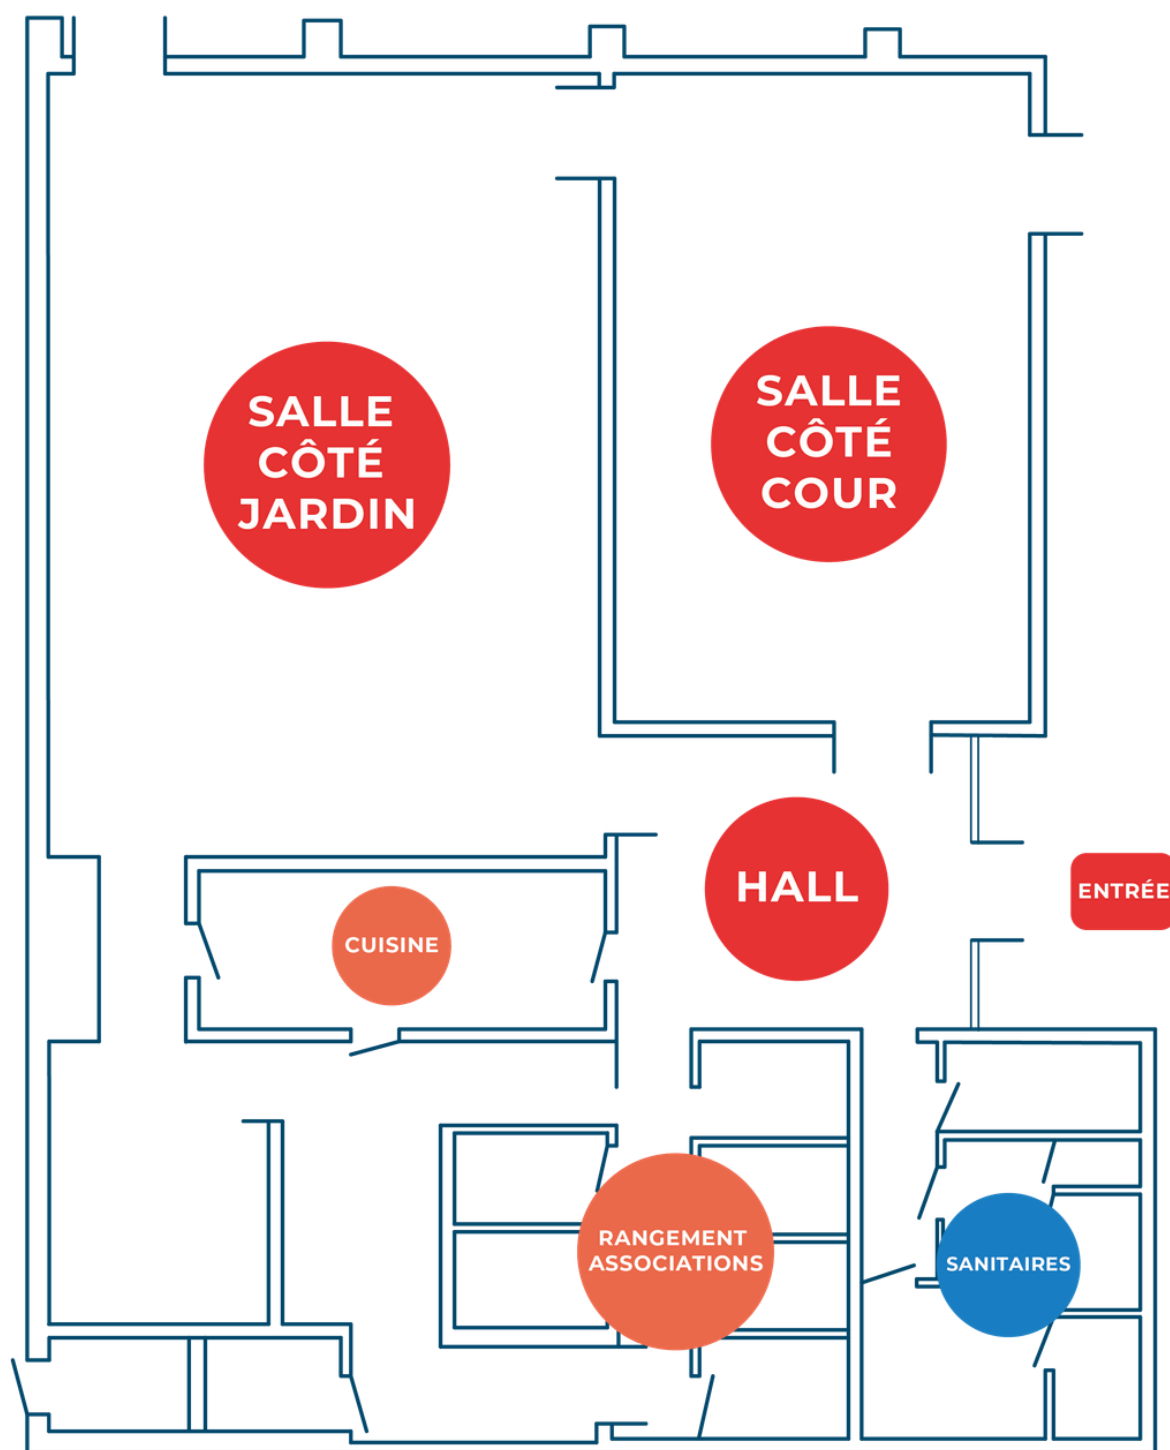 SALLE
CÔTÉ
JARDIN
SALLE
CÔTÉ
COUR
HALL
ENTRÉE
CUISINE
RANGEMENT
ASSOCIATIONS
SANITAIRES